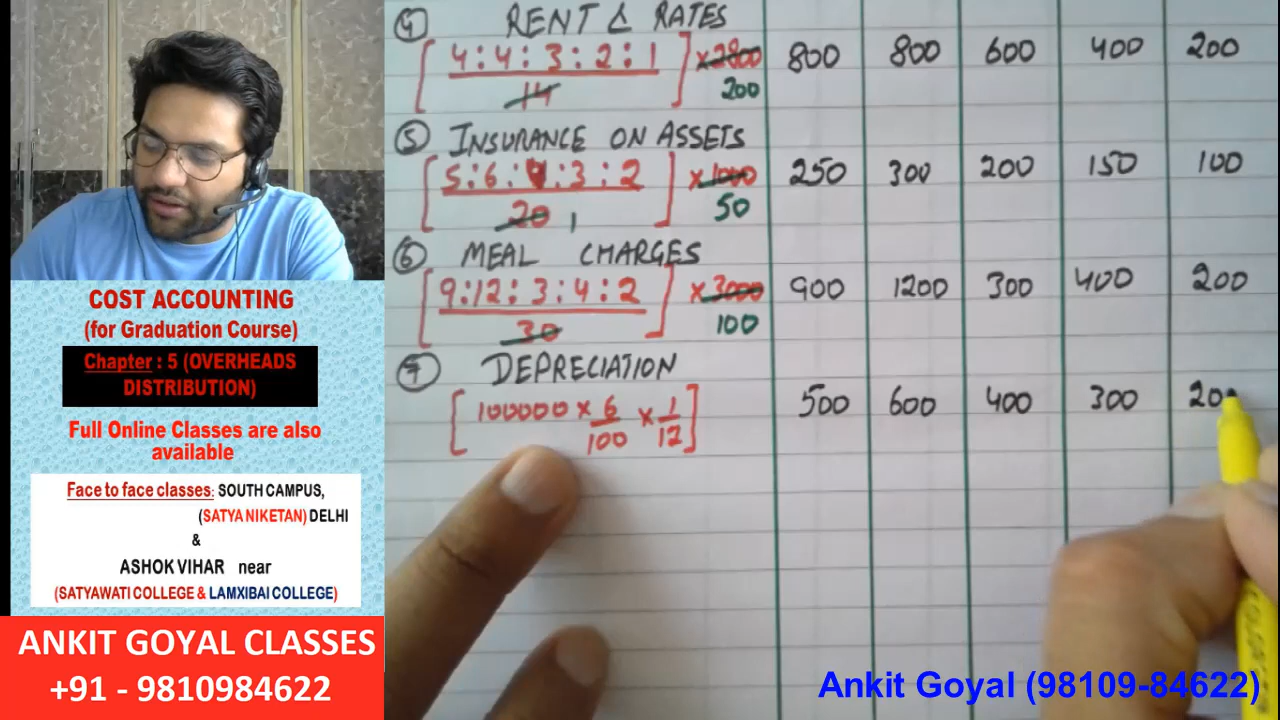 COST ACCOUNTING
(for Graduation Course)
Chapter : 5 (OVERHEADS
DISTRIBUTION)
Full Online Classes are also
available
Face to face classes: SOUTH CAMPUS,
(SATYA NIKETAN) DELHI
&
ASHOK VIHAR near
(SATYAWATI COLLEGE & LAMXIBAI COLLEGE)
ANKIT GOYAL CLASSES
+91 - 9810984622
④ RENT & RATES
[ 4 : 4 : 3 : 2 : 1 ] × 2800 800 800 600 400 200
14 200
⑤ INSURANCE ON ASSETS
[ 5 : 6 : 4 : 3 : 2 ] × 1000 250 300 200 150 100
20 1 50
⑥ MEAL CHARGES
[ 9 : 12 : 3 : 4 : 2 ] × 3000 900 1200 300 400 200
30 100
⑦ DEPRECIATION
[ 100000 × 6/100 × 1/12 ] 500 600 400 300 200
Ankit Goyal (98109-84622)